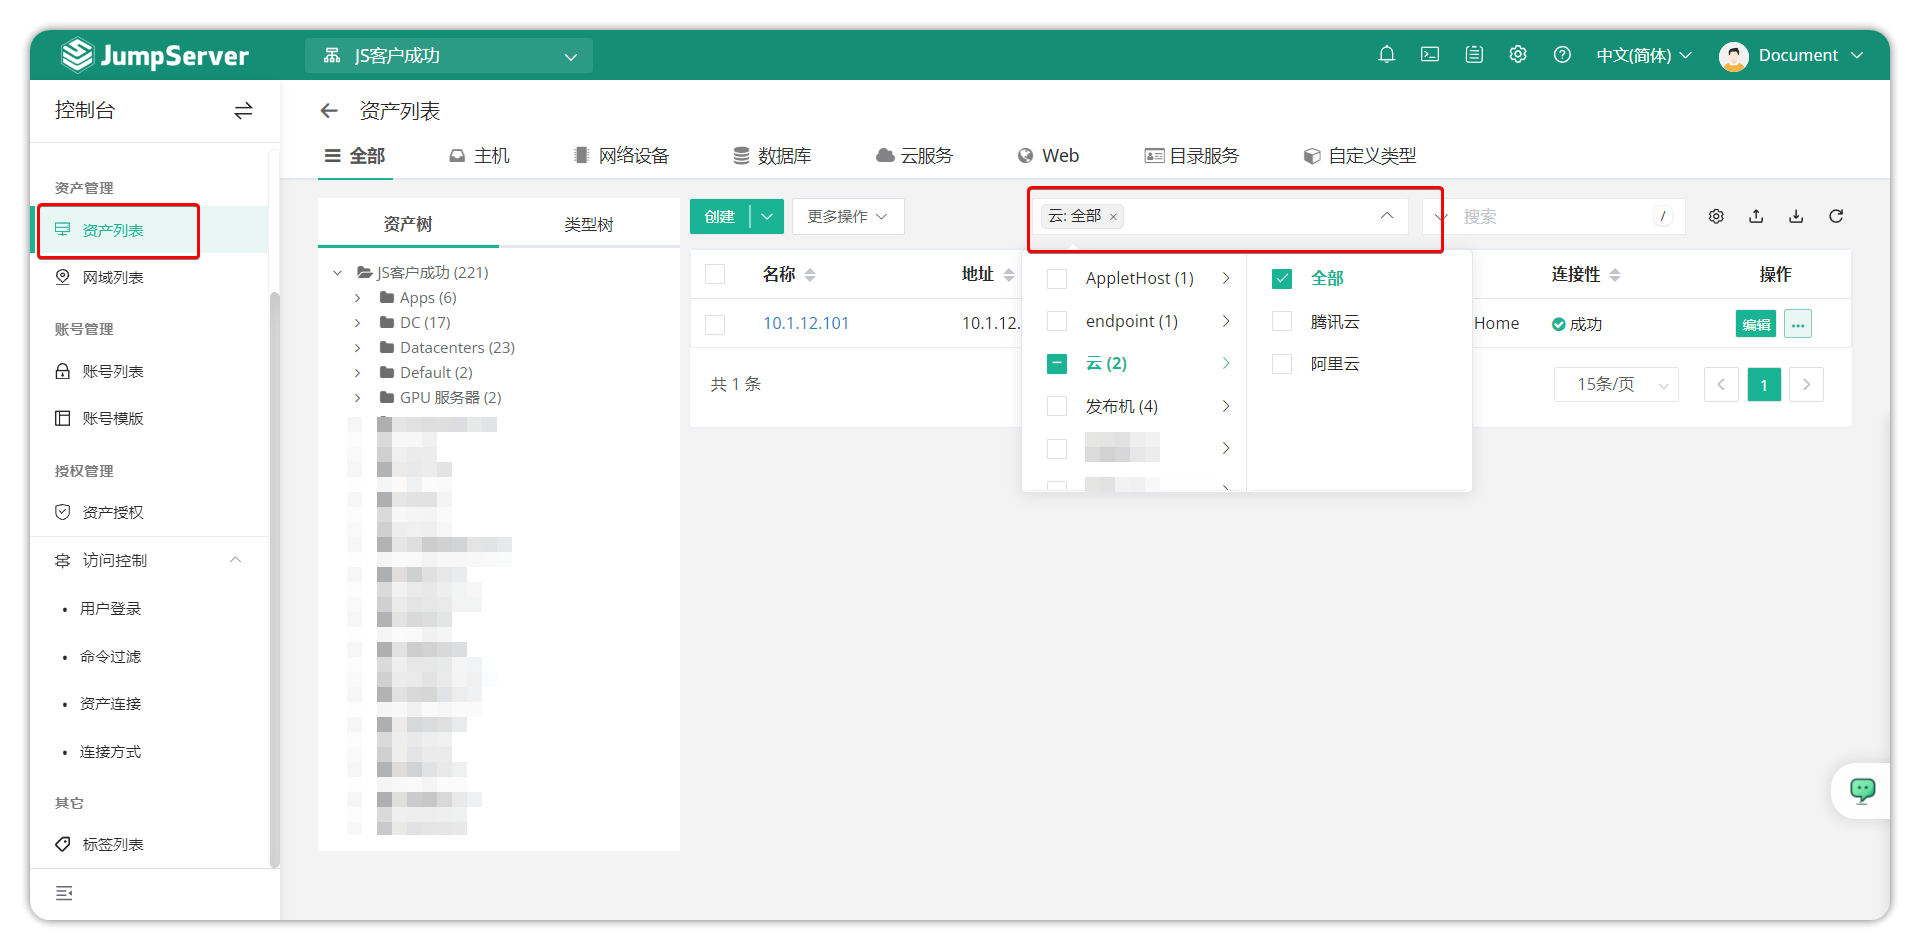 JumpServer
JS客户成功
中文(简体)
Document
控制台
资产管理
资产列表
网域列表
账号管理
账号列表
账号模版
授权管理
资产授权
访问控制
用户登录
命令过滤
资产连接
连接方式
其它
标签列表
资产列表
全部
主机
网络设备
数据库
云服务
Web
目录服务
自定义类型
资产树
类型树
JS客户成功 (221)
Apps (6)
DC (17)
Datacenters (23)
Default (2)
GPU 服务器 (2)
创建
更多操作
云: 全部 ×
搜索
/
名称
地址
连接性
操作
10.1.12.101
10.1.12.
Home
成功
编辑
...
共 1 条
15条/页
1
AppletHost (1)
endpoint (1)
云 (2)
发布机 (4)
全部
腾讯云
阿里云